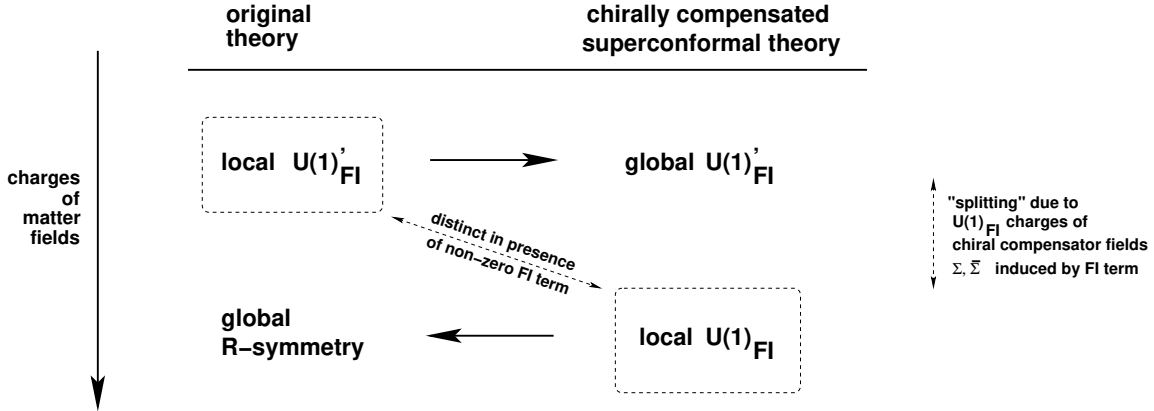 original
theory
chirally compensated
superconformal theory
charges
of
matter
fields
local U(1)'FI
global U(1)'FI
distinct in presence
of non−zero FI term
"splitting" due to
U(1)FI charges of
chiral compensator fields
Σ, Σ̄ induced by FI term
global
R−symmetry
local U(1)FI